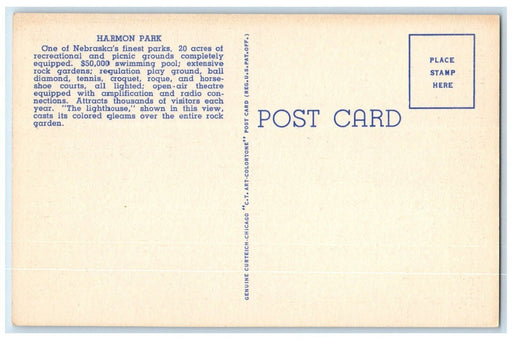 HARMON PARK
One of Nebraska's finest parks, 20 acres of
recreational and picnic grounds completely
equipped. $50,000 swimming pool; extensive
rock gardens; regulation play ground, ball
diamond, tennis, croquet, roque, and horse-
shoe courts, all lighted; open-air theatre
equipped with amplification and radio con-
nections. Attracts thousands of visitors each
year. "The lighthouse," shown in this view,
casts its colored gleams over the entire rock
garden.
GENUINE CURTEICH-CHICAGO "C.T. ART-COLORTONE" POST CARD (REG.U.S.PAT.OFF.)
POST CARD
PLACE
STAMP
HERE